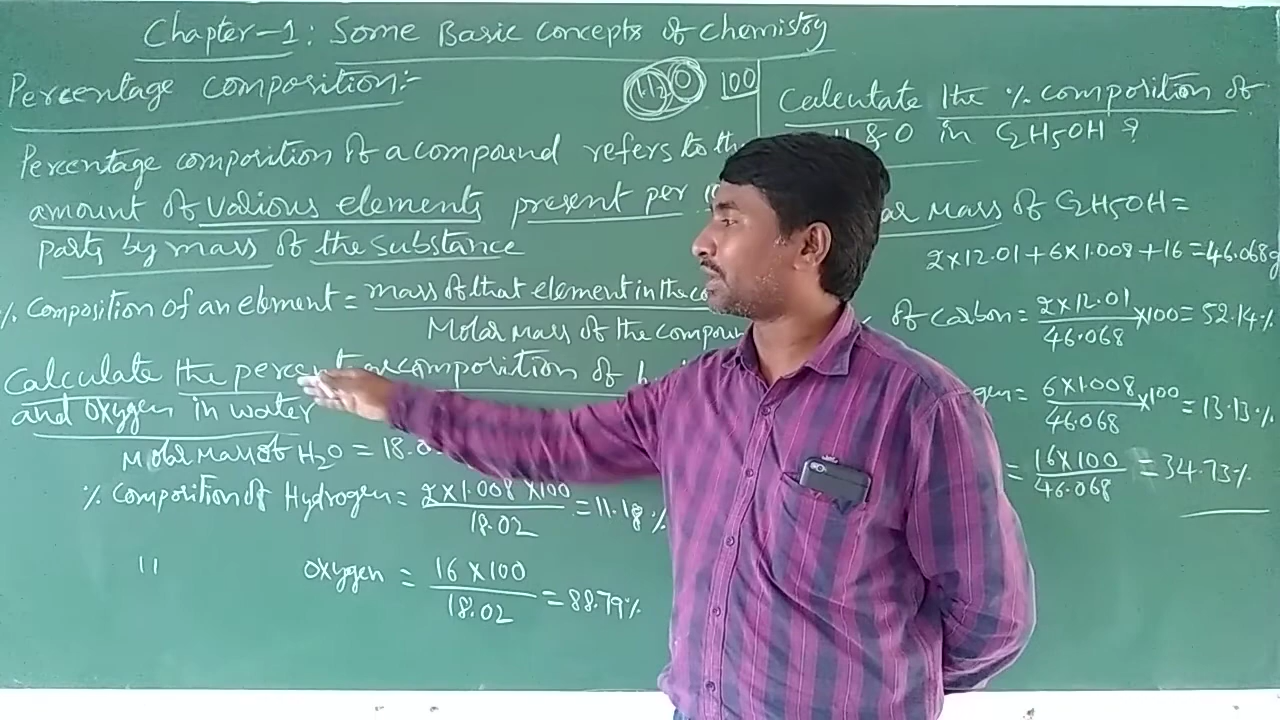 Chapter-1: Some Basic concepts of chemistry
Percentage composition:-
1.12 O 100
Percentage composition of a compound refers to the
amount of various elements present per
parts by mass of the substance
% Composition of an element = mass of that element in the co
Molar mass of the compoun
Calculate the percent composition of
and oxygen in water
Molar Mass of H2O = 18.0
% Composition of Hydrogen = 2×1.008×100 / 18.02 = 11.18%
" oxygen = 16×100 / 18.02 = 88.79%
Calculate the % composition of
H & O in C2H5OH ?
Mass of C2H5OH =
2×12.01+6×1.008+16=46.068g
of carbon = 2×12.01 / 46.068 ×100 = 52.14%
gen = 6×1.008 / 46.068 ×100 = 13.13%
= 16×100 / 46.068 = 34.73%